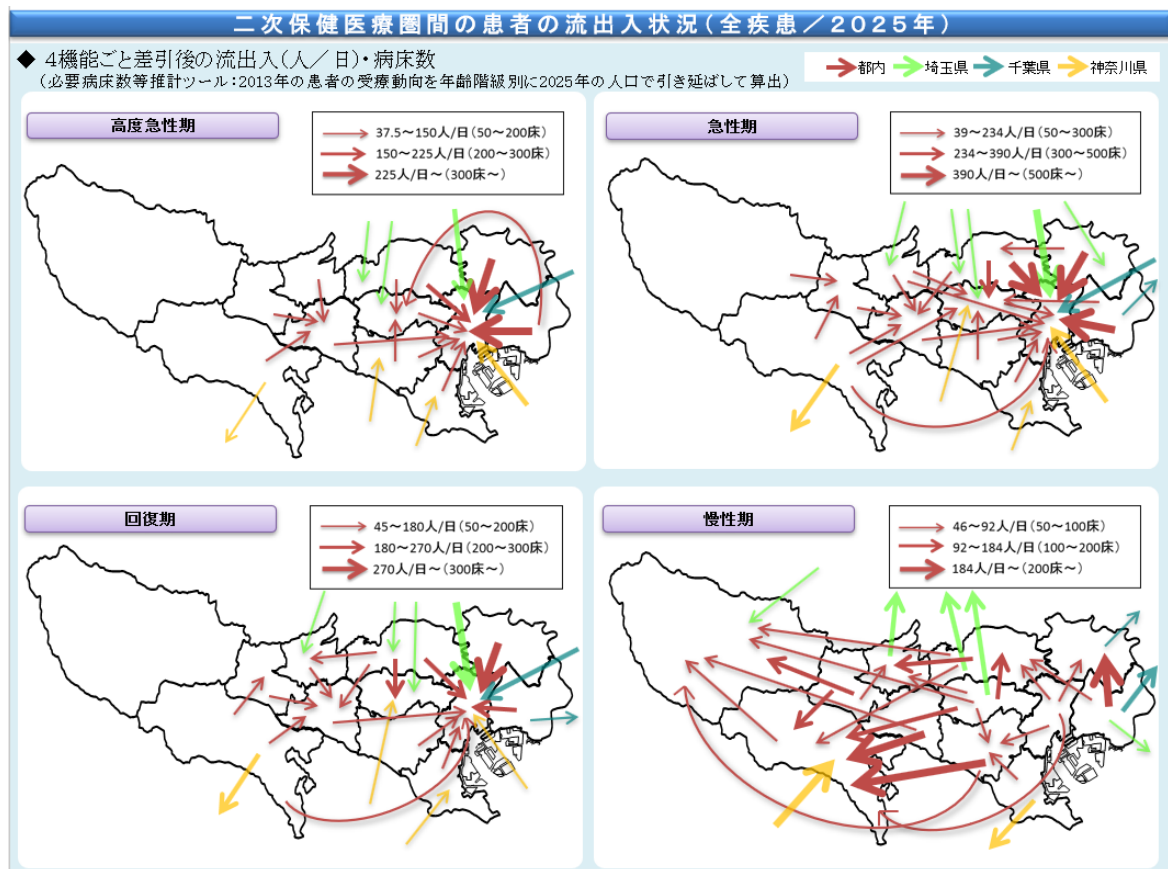 二次保健医療圏間の患者の流出入状況(全疾患／２０２５年)
◆ 4機能ごと差引後の流出入(人／日)・病床数
(必要病床数等推計ツール：2013年の患者の受療動向を年齢階級別に2025年の人口で引き延ばして算出)
都内 埼玉県 千葉県 神奈川県
高度急性期
37.5～150人/日(50～200床)
150～225人/日(200～300床)
225人/日～(300床～)
急性期
39～234人/日(50～300床)
234～390人/日(300～500床)
390人/日～(500床～)
回復期
45～180人/日(50～200床)
180～270人/日(200～300床)
270人/日～(300床～)
慢性期
46～92人/日(50～100床)
92～184人/日(100～200床)
184人/日～(200床～)